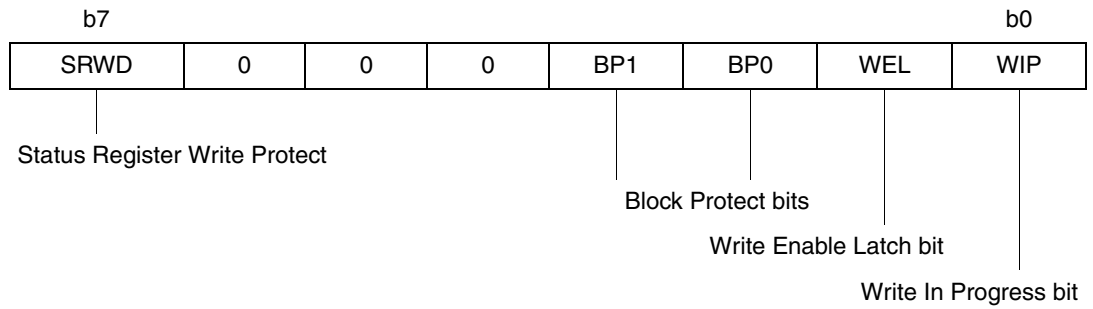 b7 b0
SRWD 0 0 0 BP1 BP0 WEL WIP
Status Register Write Protect
Block Protect bits
Write Enable Latch bit
Write In Progress bit